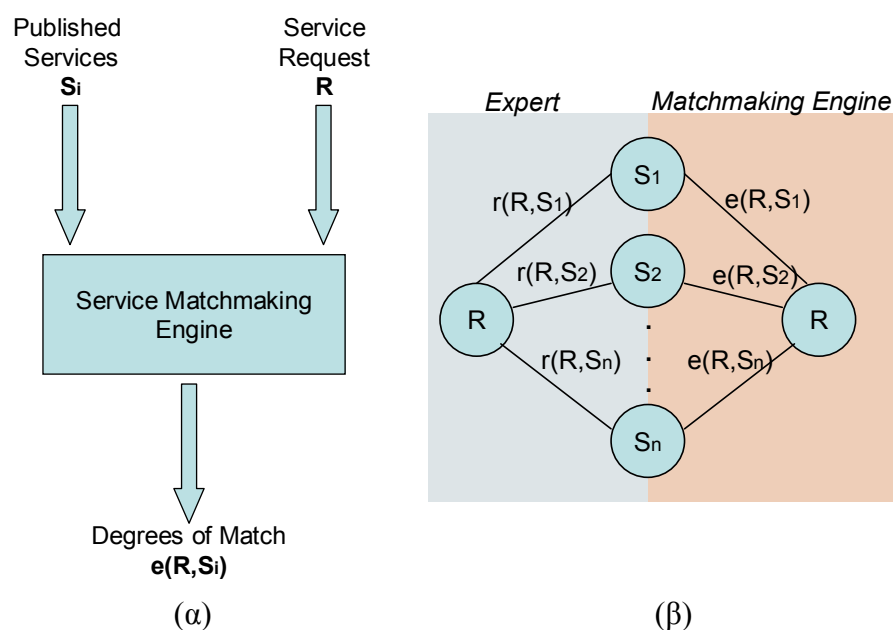 Published
Services
Si
Service
Request
R
Service Matchmaking
Engine
Degrees of Match
e(R,Si)
(α)
Expert
Matchmaking Engine
S1
r(R,S1)
e(R,S1)
S2
r(R,S2)
e(R,S2)
R
R
.
.
.
.
r(R,Sn)
e(R,Sn)
Sn
(β)